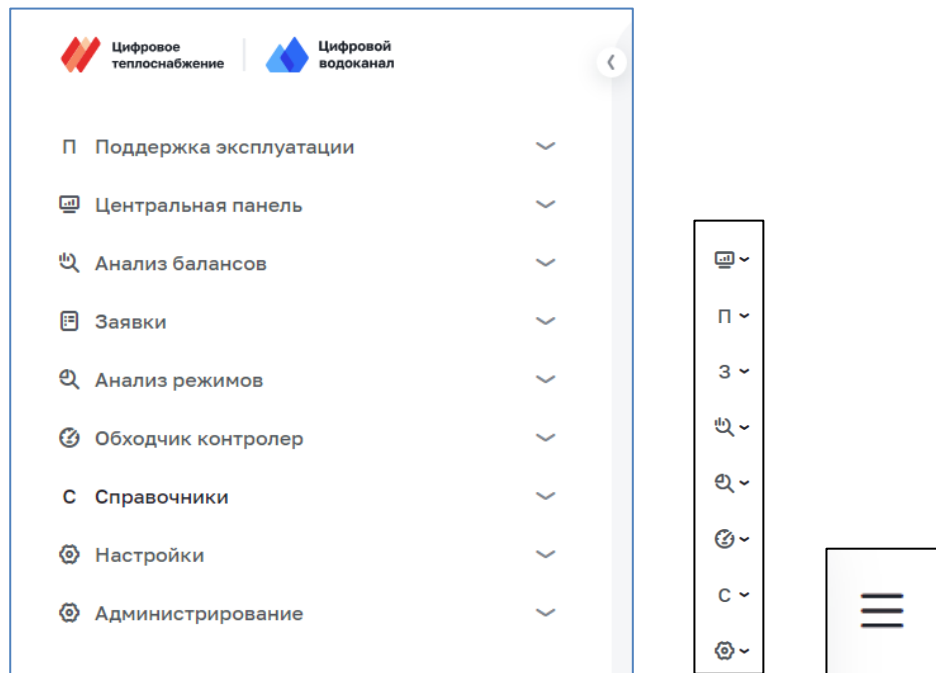 Цифровое
теплоснабжение
Цифровой
водоканал
П Поддержка эксплуатации
Центральная панель
Анализ балансов
Заявки
Анализ режимов
Обходчик контролер
С Справочники
Настройки
Администрирование
П
З
С